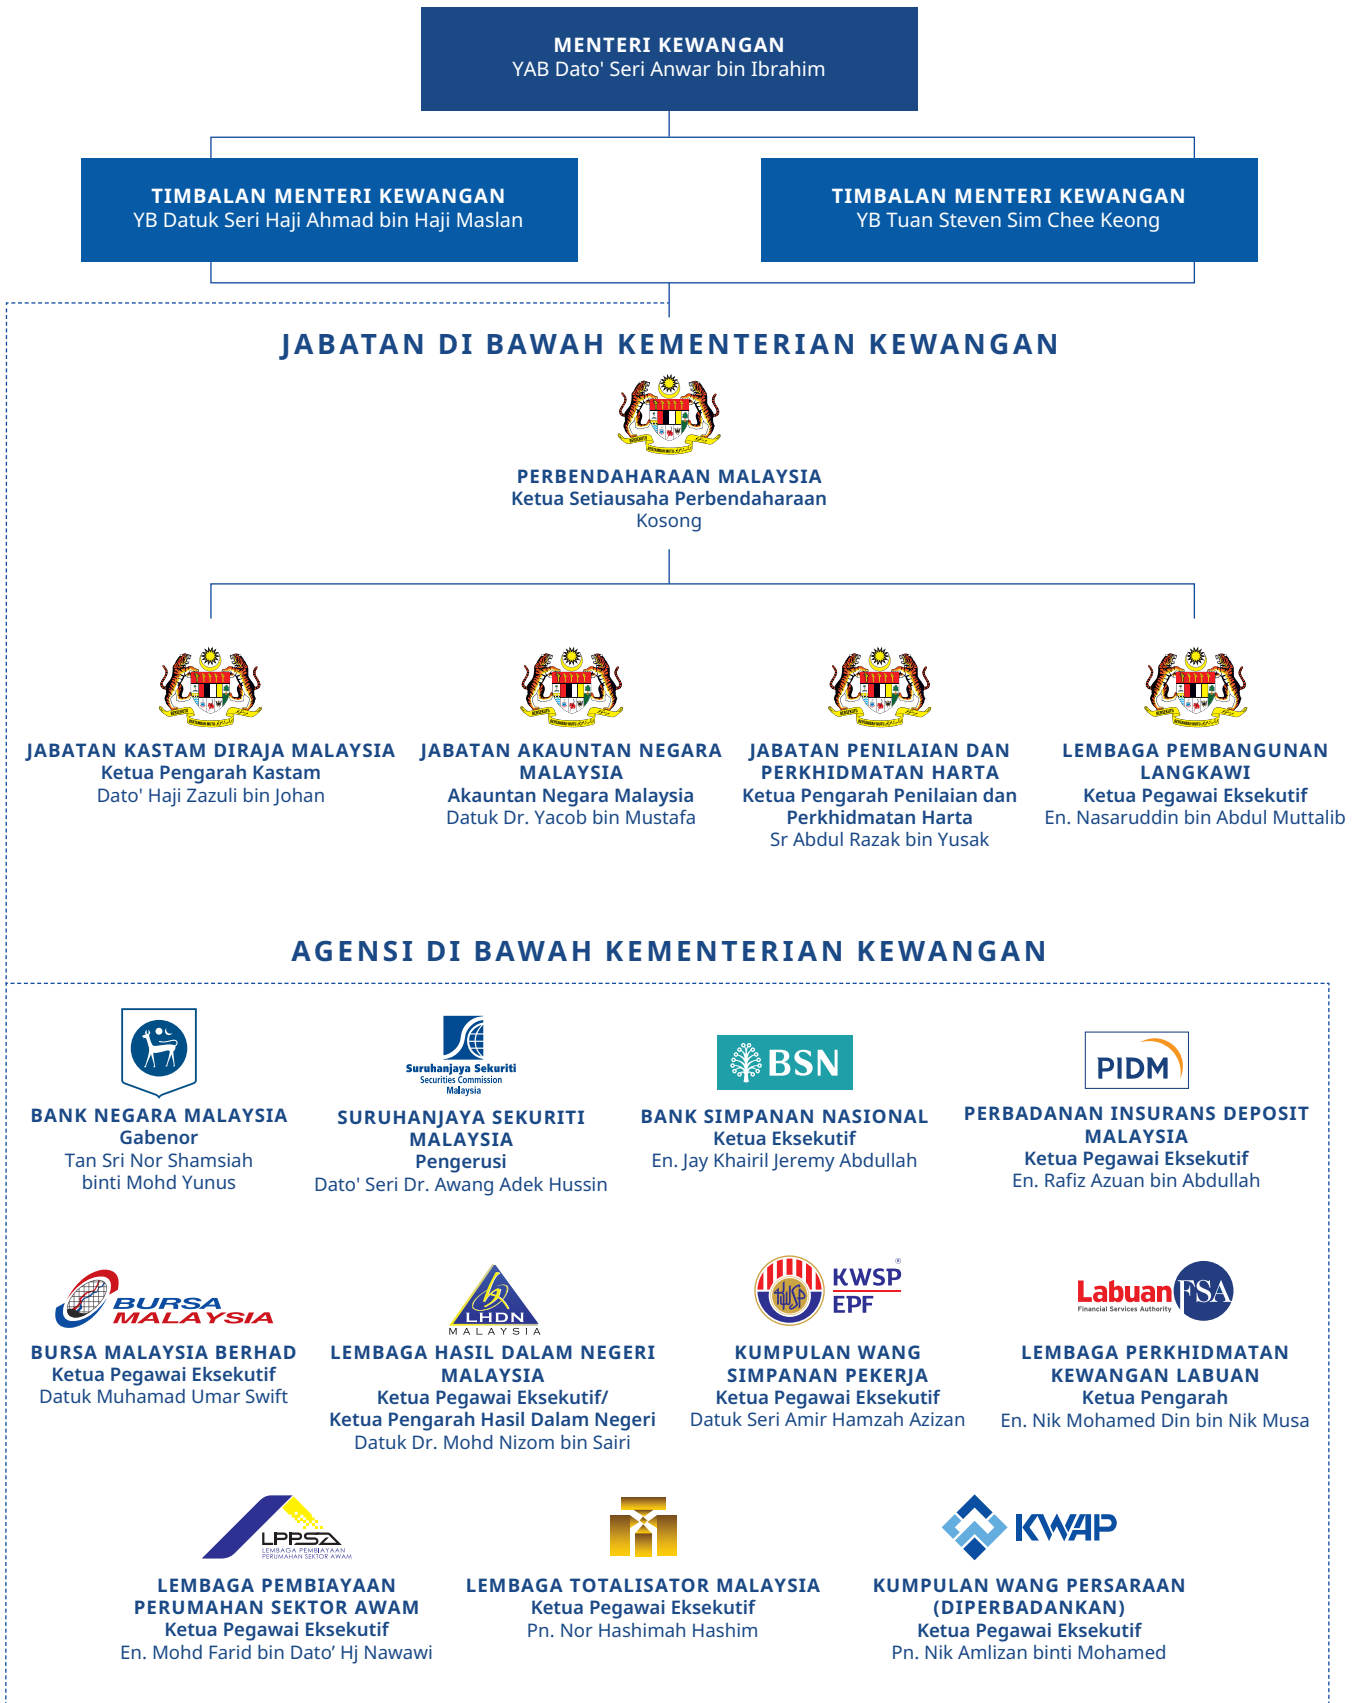 MENTERI KEWANGAN
YAB Dato' Seri Anwar bin Ibrahim
TIMBALAN MENTERI KEWANGAN
YB Datuk Seri Haji Ahmad bin Haji Maslan
TIMBALAN MENTERI KEWANGAN
YB Tuan Steven Sim Chee Keong
JABATAN DI BAWAH KEMENTERIAN KEWANGAN
PERBENDAHARAAN MALAYSIA
Ketua Setiausaha Perbendaharaan
Kosong
JABATAN KASTAM DIRAJA MALAYSIA
Ketua Pengarah Kastam
Dato' Haji Zazuli bin Johan
JABATAN AKAUNTAN NEGARA
MALAYSIA
Akauntan Negara Malaysia
Datuk Dr. Yacob bin Mustafa
JABATAN PENILAIAN DAN
PERKHIDMATAN HARTA
Ketua Pengarah Penilaian dan
Perkhidmatan Harta
Sr Abdul Razak bin Yusak
LEMBAGA PEMBANGUNAN
LANGKAWI
Ketua Pegawai Eksekutif
En. Nasaruddin bin Abdul Muttalib
AGENSI DI BAWAH KEMENTERIAN KEWANGAN
BANK NEGARA MALAYSIA
Gabenor
Tan Sri Nor Shamsiah
binti Mohd Yunus
Suruhanjaya Sekuriti
Securities Commission
Malaysia
SURUHANJAYA SEKURITI
MALAYSIA
Pengerusi
Dato' Seri Dr. Awang Adek Hussin
BSN
BANK SIMPANAN NASIONAL
Ketua Eksekutif
En. Jay Khairil Jeremy Abdullah
PIDM
PERBADANAN INSURANS DEPOSIT
MALAYSIA
Ketua Pegawai Eksekutif
En. Rafiz Azuan bin Abdullah
BURSA
MALAYSIA
BURSA MALAYSIA BERHAD
Ketua Pegawai Eksekutif
Datuk Muhamad Umar Swift
LHDN
MALAYSIA
LEMBAGA HASIL DALAM NEGERI
MALAYSIA
Ketua Pegawai Eksekutif/
Ketua Pengarah Hasil Dalam Negeri
Datuk Dr. Mohd Nizom bin Sairi
KWSP
EPF
KUMPULAN WANG
SIMPANAN PEKERJA
Ketua Pegawai Eksekutif
Datuk Seri Amir Hamzah Azizan
Labuan FSA
Financial Services Authority
LEMBAGA PERKHIDMATAN
KEWANGAN LABUAN
Ketua Pengarah
En. Nik Mohamed Din bin Nik Musa
LPPSA
LEMBAGA PEMBIAYAAN
PERUMAHAN SEKTOR AWAM
LEMBAGA PEMBIAYAAN
PERUMAHAN SEKTOR AWAM
Ketua Pegawai Eksekutif
En. Mohd Farid bin Dato’ Hj Nawawi
LEMBAGA TOTALISATOR MALAYSIA
Ketua Pegawai Eksekutif
Pn. Nor Hashimah Hashim
KWAP
KUMPULAN WANG PERSARAAN
(DIPERBADANKAN)
Ketua Pegawai Eksekutif
Pn. Nik Amlizan binti Mohamed